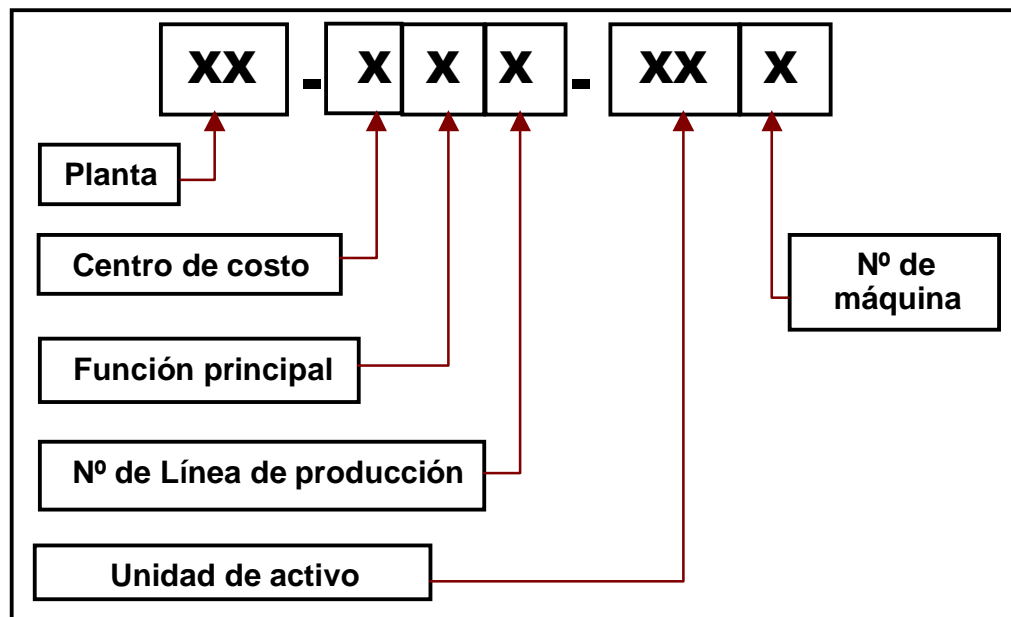 XX - X X X - XX X
Planta
Centro de costo
Nº de
máquina
Función principal
Nº de Línea de producción
Unidad de activo